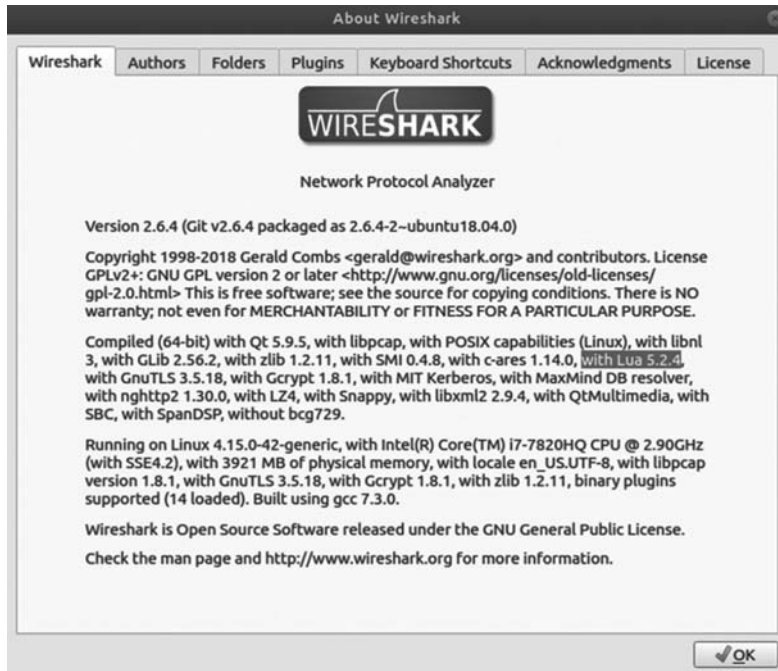 About Wireshark
Wireshark Authors Folders Plugins Keyboard Shortcuts Acknowledgments License
WIRESHARK
Network Protocol Analyzer
Version 2.6.4 (Git v2.6.4 packaged as 2.6.4-2~ubuntu18.04.0)
Copyright 1998-2018 Gerald Combs <gerald@wireshark.org> and contributors. License
GPLv2+: GNU GPL version 2 or later <http://www.gnu.org/licenses/old-licenses/
gpl-2.0.html> This is free software; see the source for copying conditions. There is NO
warranty; not even for MERCHANTABILITY or FITNESS FOR A PARTICULAR PURPOSE.
Compiled (64-bit) with Qt 5.9.5, with libpcap, with POSIX capabilities (Linux), with libnl
3, with GLib 2.56.2, with zlib 1.2.11, with SMI 0.4.8, with c-ares 1.14.0, with Lua 5.2.4,
with GnuTLS 3.5.18, with Gcrypt 1.8.1, with MIT Kerberos, with MaxMind DB resolver,
with nghttp2 1.30.0, with LZ4, with Snappy, with libxml2 2.9.4, with QtMultimedia, with
SBC, with SpanDSP, without bcg729.
Running on Linux 4.15.0-42-generic, with Intel(R) Core(TM) i7-7820HQ CPU @ 2.90GHz
(with SSE4.2), with 3921 MB of physical memory, with locale en_US.UTF-8, with libpcap
version 1.8.1, with GnuTLS 3.5.18, with Gcrypt 1.8.1, with zlib 1.2.11, binary plugins
supported (14 loaded). Built using gcc 7.3.0.
Wireshark is Open Source Software released under the GNU General Public License.
Check the man page and http://www.wireshark.org for more information.
OK